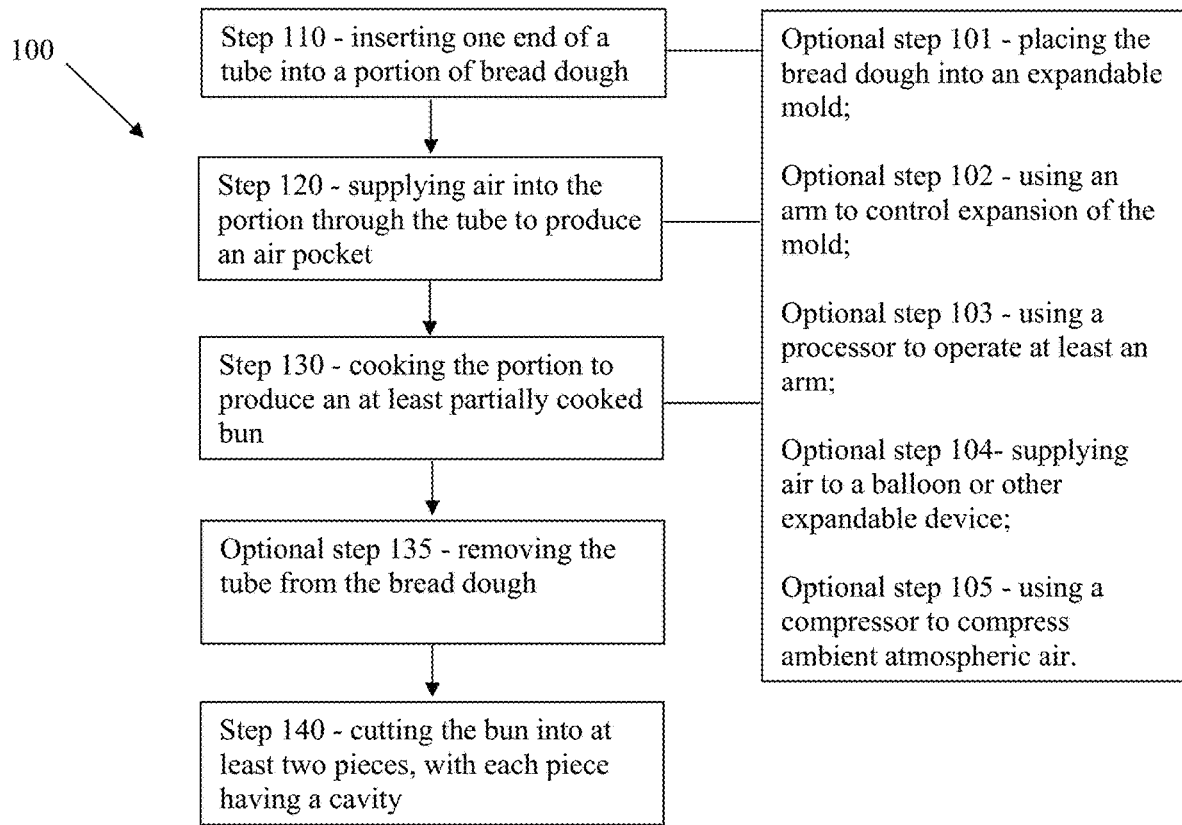 100
Step 110 - inserting one end of a
tube into a portion of bread dough
Step 120 - supplying air into the
portion through the tube to produce
an air pocket
Step 130 - cooking the portion to
produce an at least partially cooked
bun
Optional step 135 - removing the
tube from the bread dough
Step 140 - cutting the bun into at
least two pieces, with each piece
having a cavity
Optional step 101 - placing the
bread dough into an expandable
mold;
Optional step 102 - using an
arm to control expansion of the
mold;
Optional step 103 - using a
processor to operate at least an
arm;
Optional step 104- supplying
air to a balloon or other
expandable device;
Optional step 105 - using a
compressor to compress
ambient atmospheric air.